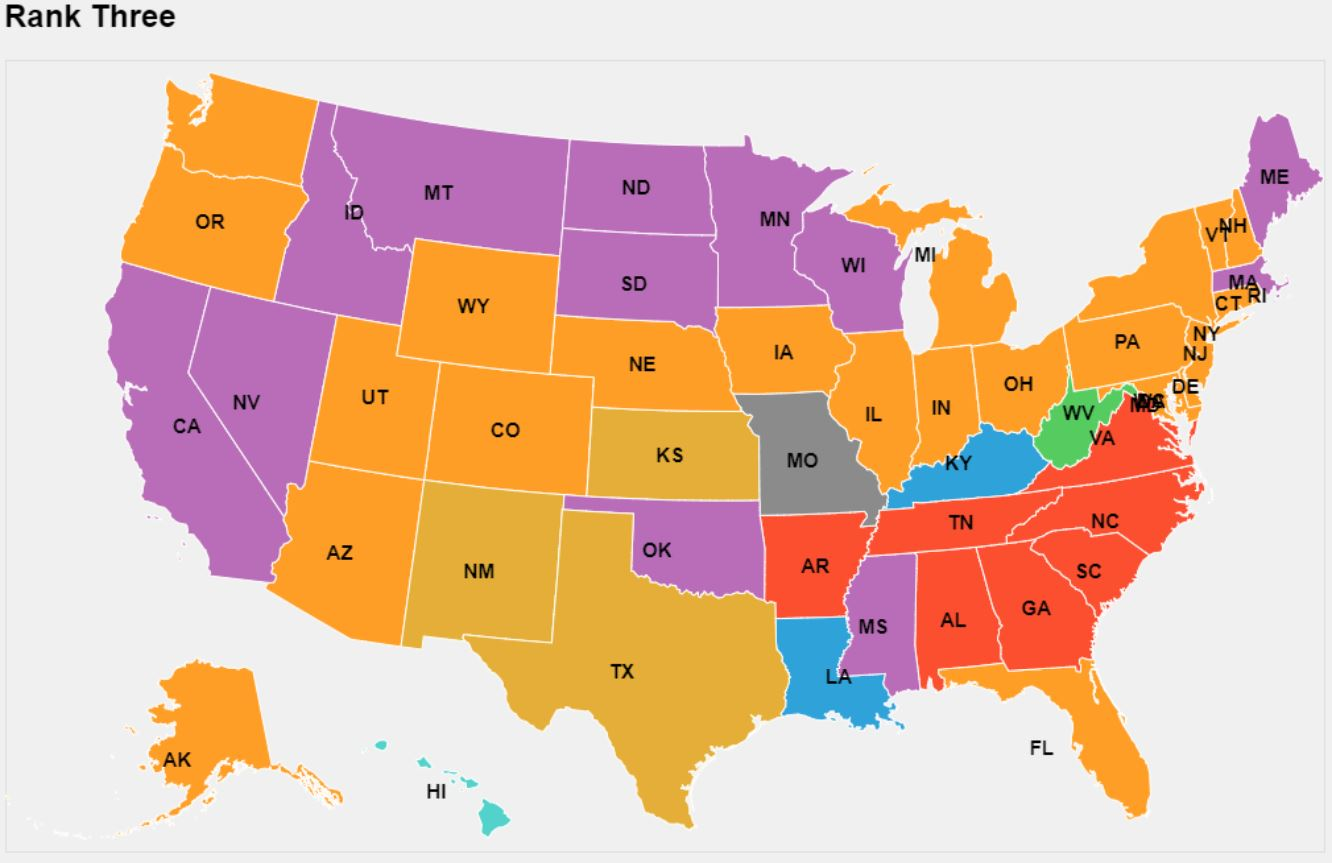 Rank Three
ME
MT
ND
ID
MN
OR
VT
NH
WI
MI
SD
MA
RI
CT
WY
NY
PA
IA
NJ
NE
OH
DE
UT
NV
IL
IN
WV
CA
CO
VA
KS
MO
KY
TN
NC
OK
AZ
AR
NM
SC
GA
AL
MS
TX
LA
FL
AK
HI